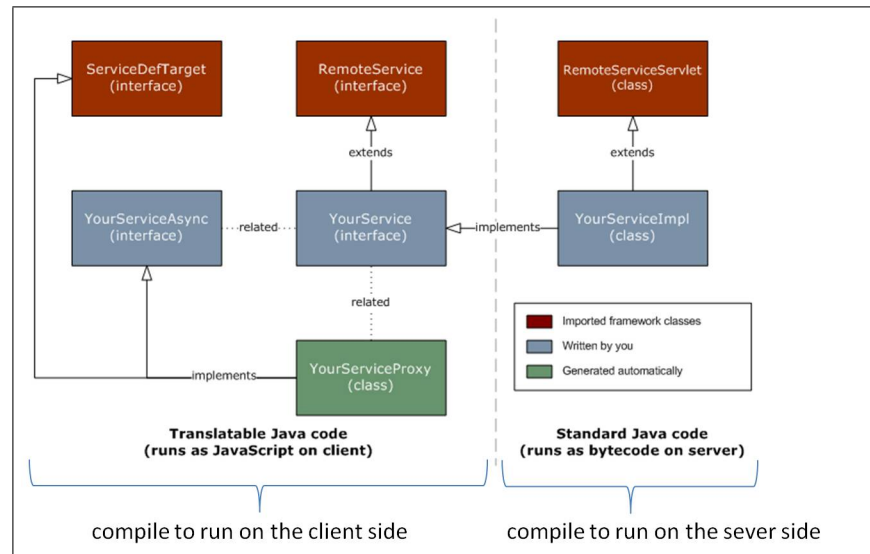 ServiceDefTarget
(interface)
RemoteService
(interface)
RemoteServiceServlet
(class)
extends
extends
YourServiceAsync
(interface)
related
YourService
(interface)
implements
YourServiceImpl
(class)
related
Imported framework classes
Written by you
Generated automatically
implements
YourServiceProxy
(class)
Translatable Java code
(runs as JavaScript on client)
Standard Java code
(runs as bytecode on server)
compile to run on the client side
compile to run on the sever side